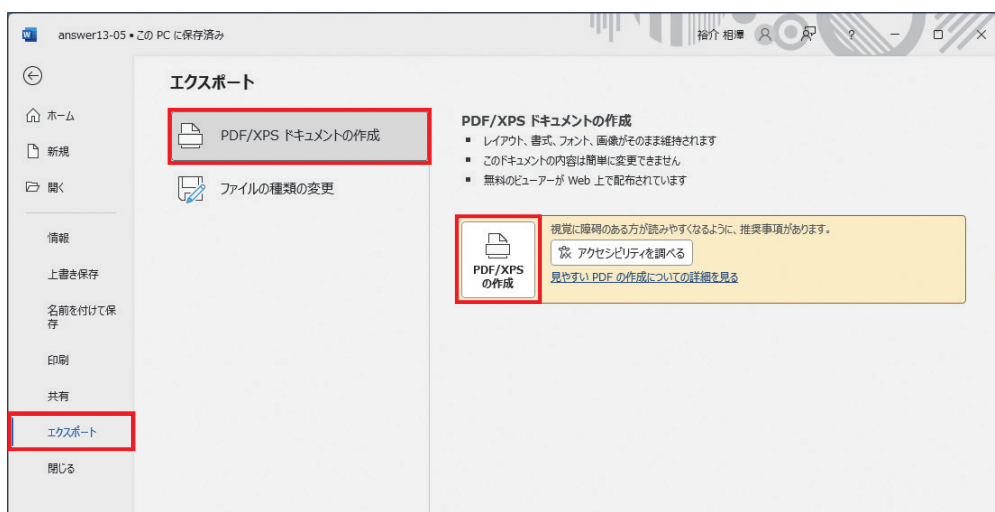 answer13-05 • この PC に保存済み
裕介 相澤
?
エクスポート
ホーム
新規
開く
情報
上書き保存
名前を付けて保
存
印刷
共有
エクスポート
閉じる
PDF/XPS ドキュメントの作成
ファイルの種類の変更
PDF/XPS ドキュメントの作成
▪ レイアウト、書式、フォント、画像がそのまま維持されます
▪ このドキュメントの内容は簡単に変更できません
▪ 無料のビューアーが Web 上で配布されています
PDF/XPS
の作成
視覚に障碍のある方が読みやすくなるように、推奨事項があります。
アクセシビリティを調べる
見やすい PDF の作成についての詳細を見る